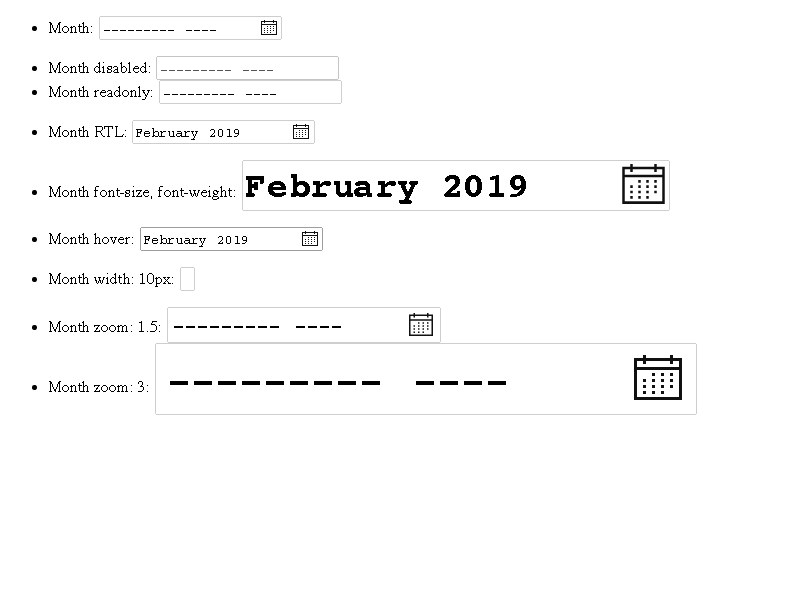 Month: --------- ----
Month disabled: --------- ----
Month readonly: --------- ----
Month RTL: February 2019
Month font-size, font-weight: February 2019
Month hover: February 2019
Month width: 10px:
Month zoom: 1.5: --------- ----
Month zoom: 3: --------- ----